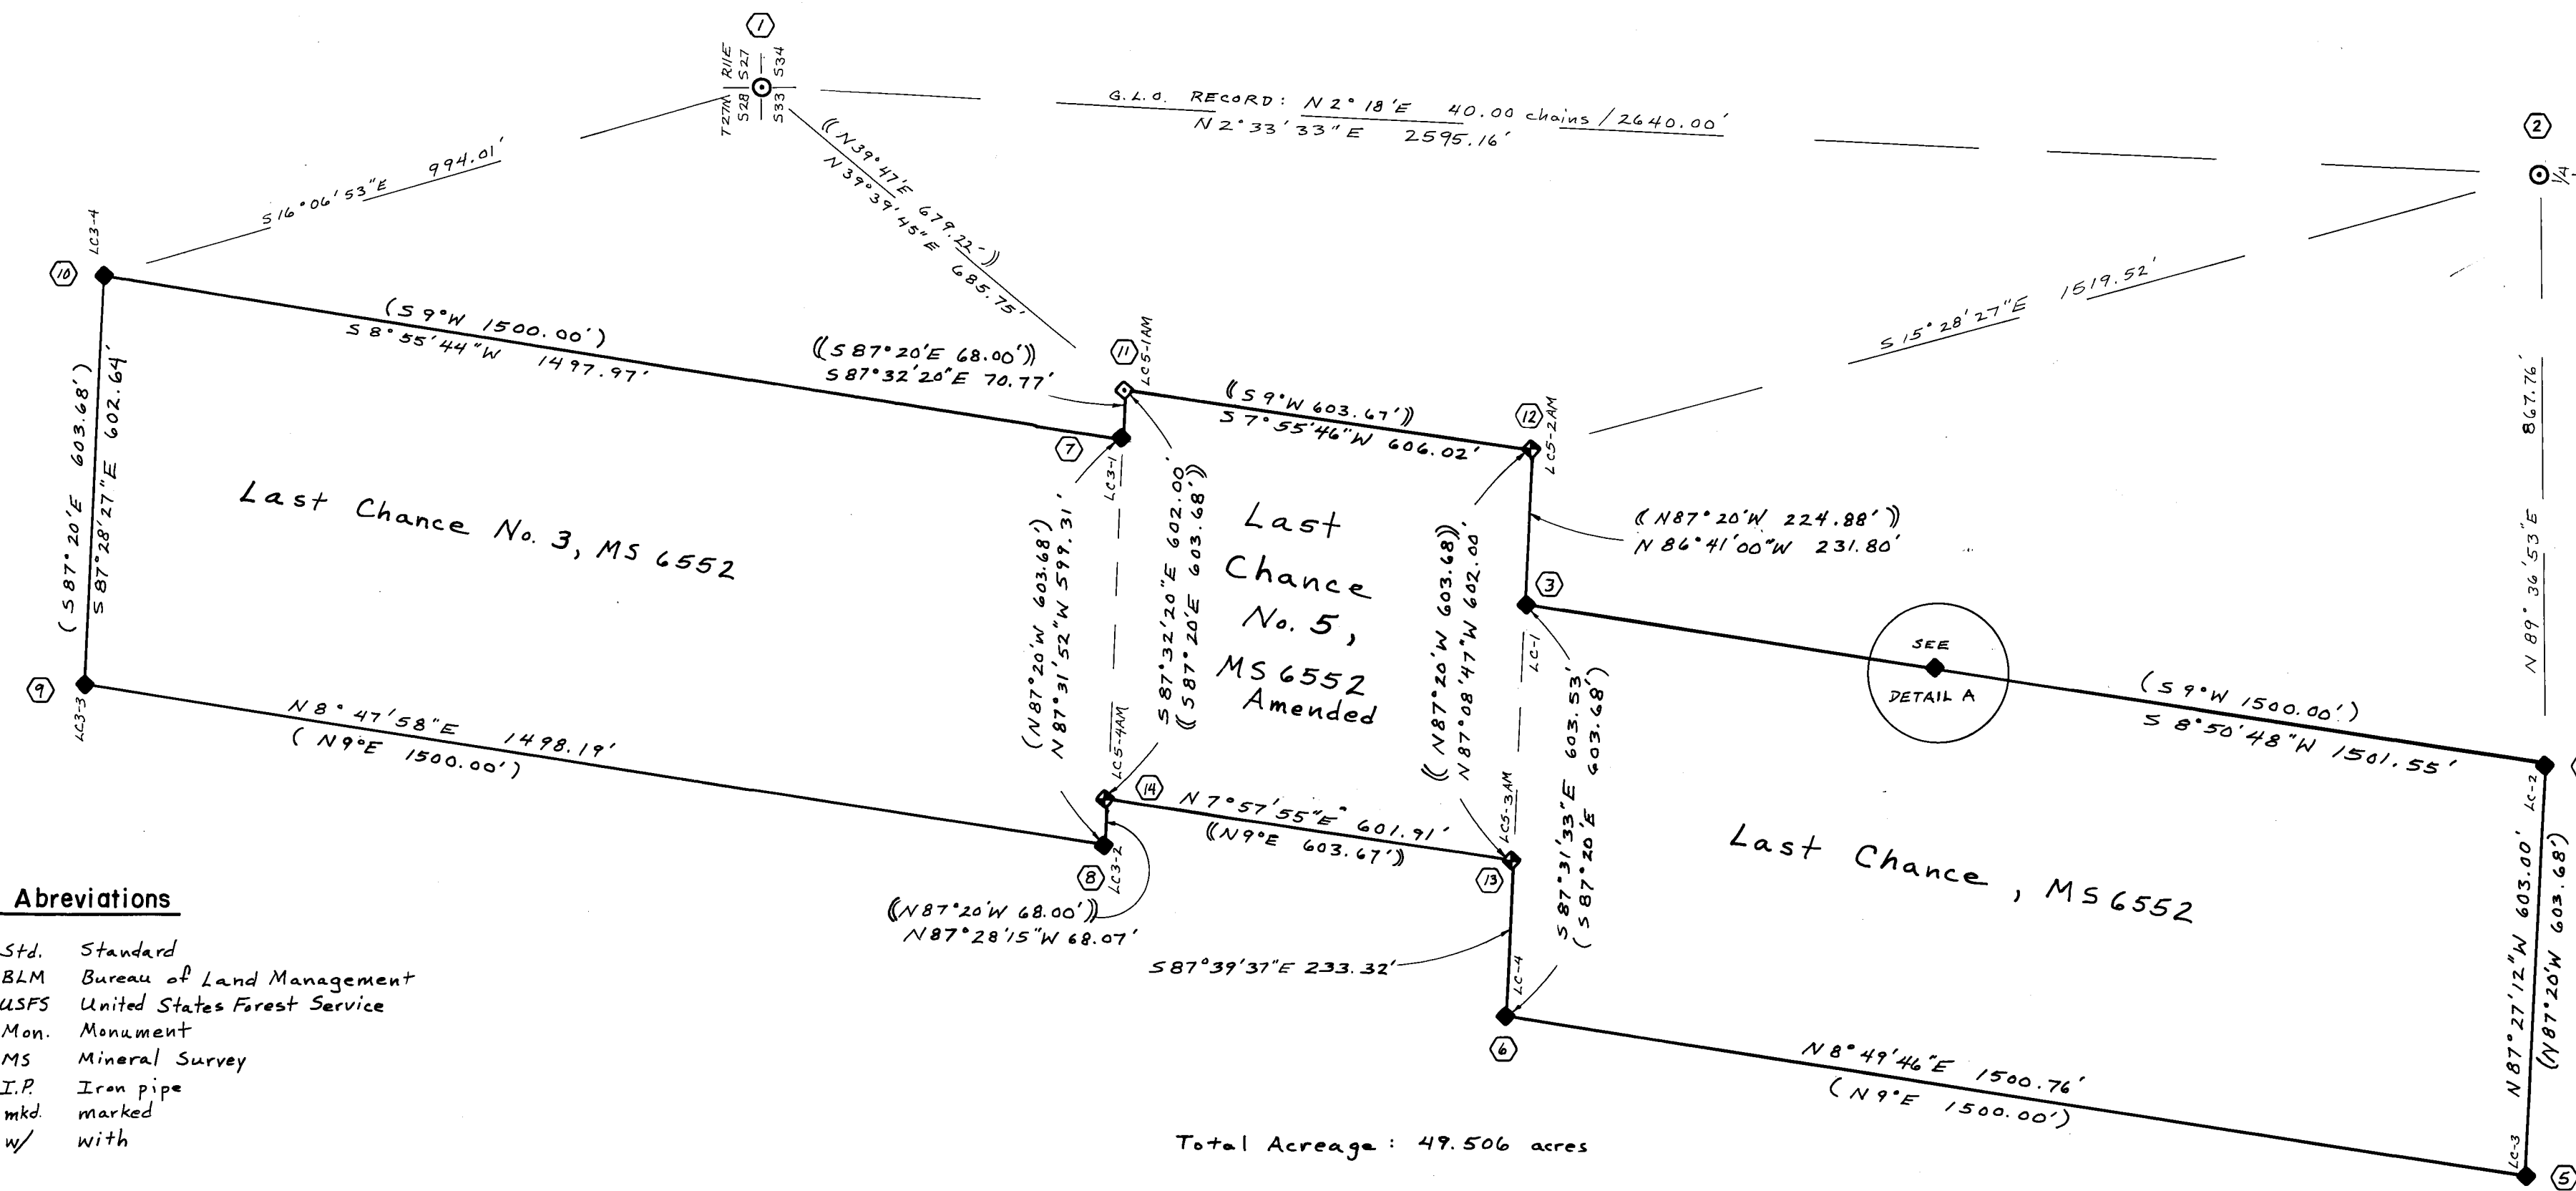 1
T27N R11E
S28 S27
S33 S34
G.L.O. RECORD: N 2° 18' E 40.00 chains / 2640.00'
N 2° 33' 33" E 2595.16'
2
1/4
S 16° 06' 53" E 994.01'
((N 39° 47' E 679.22'))
N 39° 39' 45" E 685.75'
S 15° 28' 27" E 1519.52'
N 89° 36' 53" E 867.76'
10
LC3-4
(S 9° W 1500.00')
S 8° 55' 44" W 1497.97'
((S 87° 20' E 68.00'))
S 87° 32' 20" E 70.77'
11
LC5-1AM
((S 9° W 603.67'))
S 7° 55' 46" W 606.02'
12
LC5-2AM
7
LC3-1
(S 87° 20' E 603.68')
S 87° 28' 27" E 602.64'
Last Chance No. 3, MS 6552
(N 87° 20' W 603.68')
N 87° 31' 52" W 599.31'
S 87° 32' 20" E 602.00'
((S 87° 20' E 603.68'))
Last
Chance
No. 5,
MS 6552
Amended
((N 87° 20' W 603.68'))
N 87° 08' 47" W 602.00'
((N 87° 20' W 224.88'))
N 86° 41' 00" W 231.80'
3
LC-1
S 87° 31' 33" E 603.53'
(S 87° 20' E 603.68')
SEE
DETAIL A
(S 9° W 1500.00')
S 8° 50' 48" W 1501.55'
LC-2
9
LC3-3
N 8° 47' 58" E 1498.19'
(N 9° E 1500.00')
LC5-4AM
14
N 7° 57' 55" E 601.91'
((N 9° E 603.67'))
LC5-3AM
13
8
LC3-2
((N 87° 20' W 68.00'))
N 87° 28' 15" W 68.07'
S 87° 39' 37" E 233.32'
LC-4
6
Last Chance, MS 6552
N 87° 27' 12" W 603.00'
(N 87° 20' W 603.68')
N 8° 49' 46" E 1500.76'
(N 9° E 1500.00')
LC-3
5
Abreviations
Std. Standard
BLM Bureau of Land Management
USFS United States Forest Service
Mon. Monument
MS Mineral Survey
I.P. Iron pipe
mkd. marked
w/ with
Total Acreage: 49.506 acres